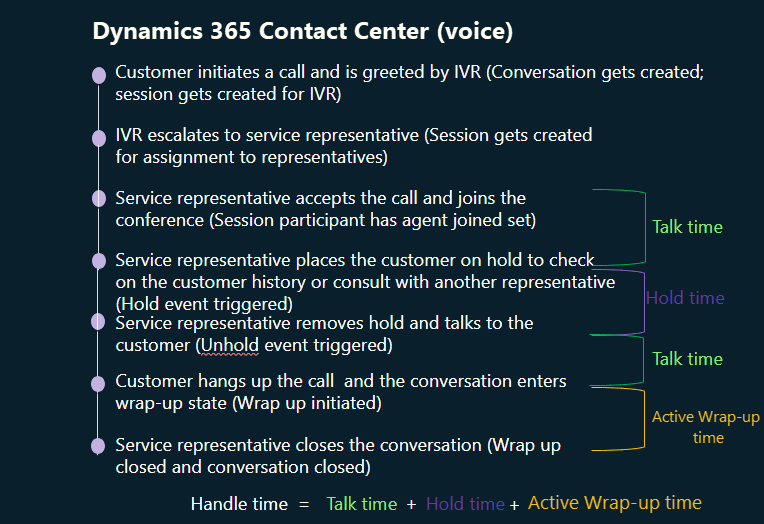 Dynamics 365 Contact Center (voice)
Customer initiates a call and is greeted by IVR (Conversation gets created;
session gets created for IVR)
IVR escalates to service representative (Session gets created
for assignment to representatives)
Service representative accepts the call and joins the
conference (Session participant has agent joined set)
Talk time
Service representative places the customer on hold to check
on the customer history or consult with another representative
(Hold event triggered)
Hold time
Service representative removes hold and talks to the
customer (Unhold event triggered)
Talk time
Customer hangs up the call and the conversation enters
wrap-up state (Wrap up initiated)
Active Wrap-up
time
Service representative closes the conversation (Wrap up
closed and conversation closed)
Handle time = Talk time + Hold time + Active Wrap-up time